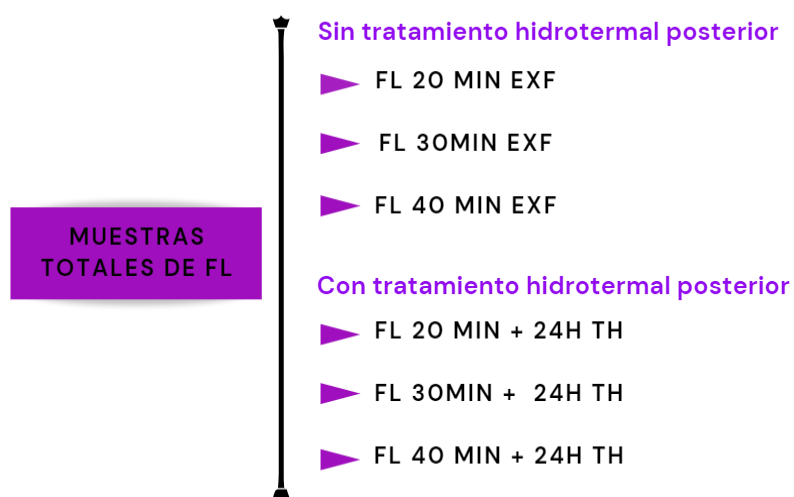 MUESTRAS
TOTALES DE FL
Sin tratamiento hidrotermal posterior
FL 20 MIN EXF
FL 30MIN EXF
FL 40 MIN EXF
Con tratamiento hidrotermal posterior
FL 20 MIN + 24H TH
FL 30MIN + 24H TH
FL 40 MIN + 24H TH